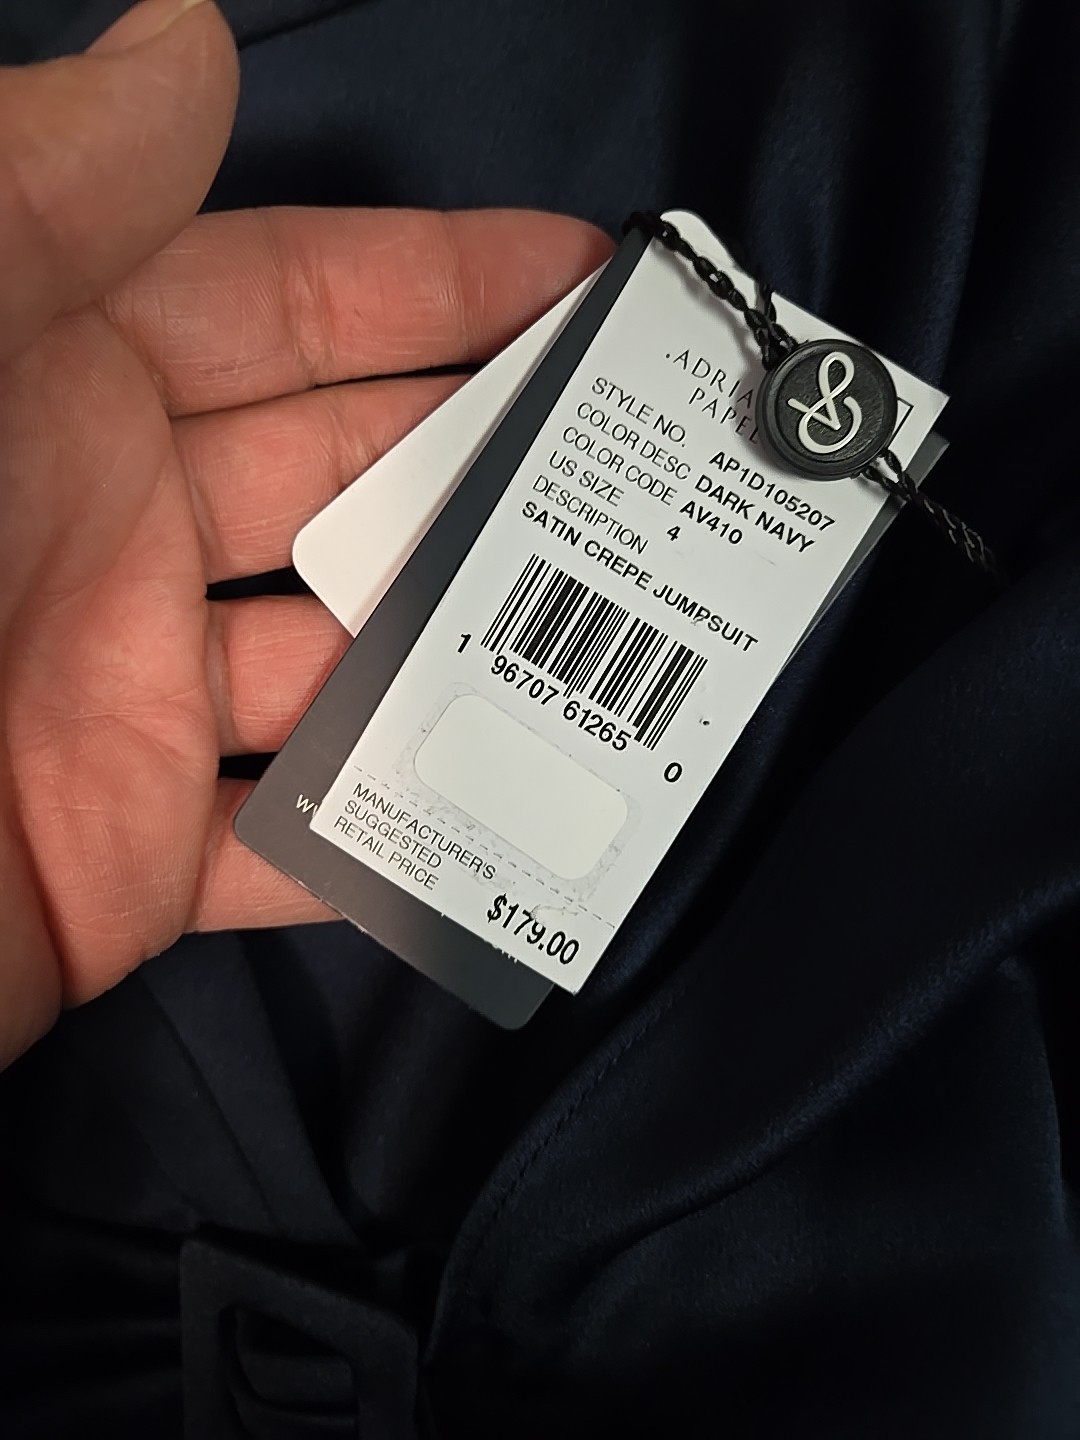 .ADRIA
PAPEL
STYLE NO. AP1D105207
COLOR DESC DARK NAVY
COLOR CODE AV410
US SIZE 4
DESCRIPTION
SATIN CREPE JUMPSUIT
1 96707 61265 0
MANUFACTURER'S
SUGGESTED
RETAIL PRICE
$179.00